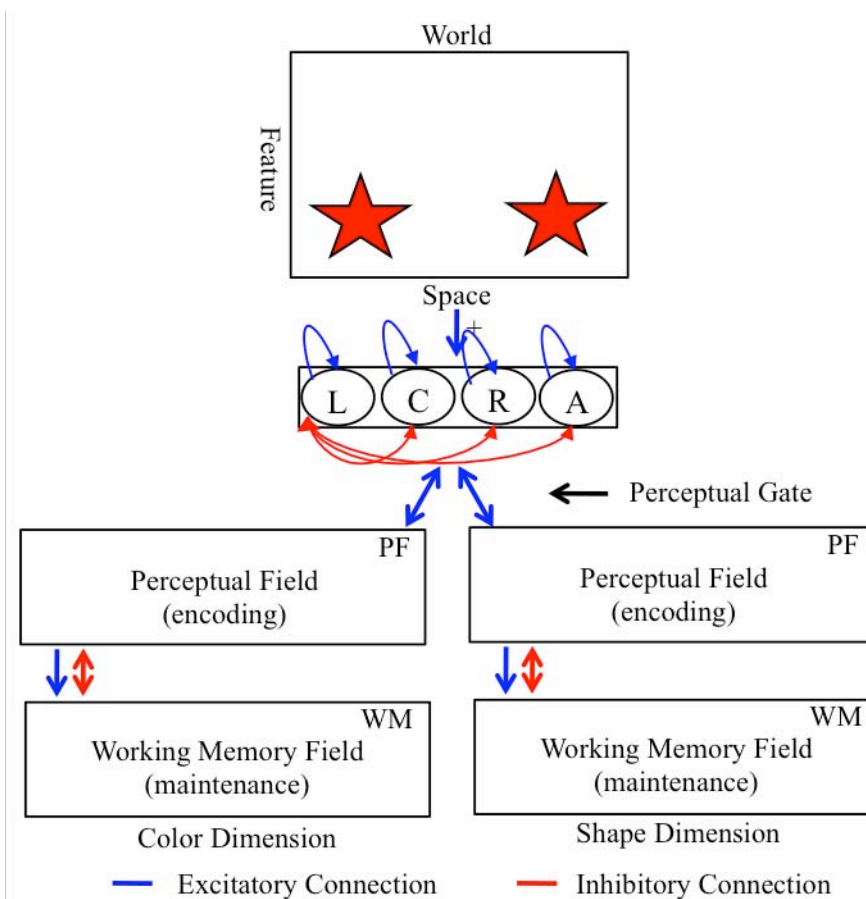 World
Feature
Space
+
L C R A
Perceptual Gate
PF
Perceptual Field
(encoding)
PF
Perceptual Field
(encoding)
WM
Working Memory Field
(maintenance)
WM
Working Memory Field
(maintenance)
Color Dimension
Shape Dimension
Excitatory Connection
Inhibitory Connection